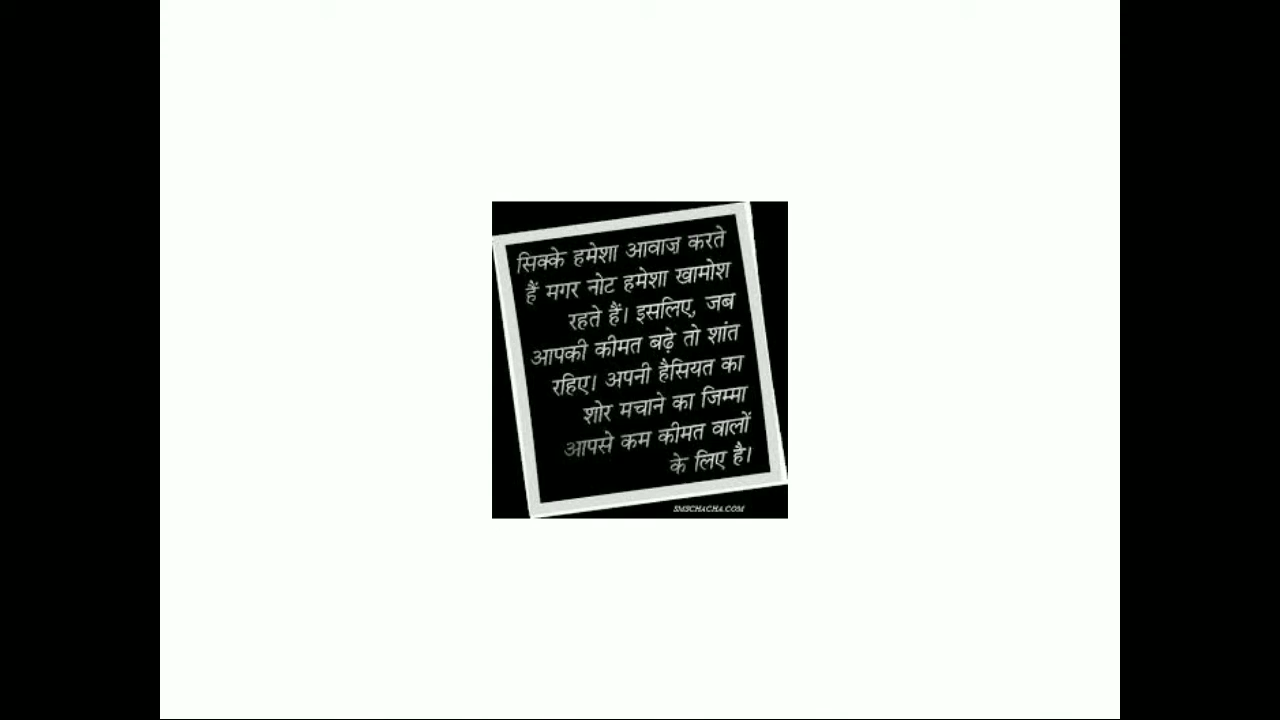 सिक्के हमेशा आवाज़ करते
हैं मगर नोट हमेशा खामोश
रहते हैं। इसलिए, जब
आपकी कीमत बढ़े तो शांत
रहिए। अपनी हैसियत का
शोर मचाने का जिम्मा
आपसे कम कीमत वालों
के लिए है।
SMSCHACHA.COM